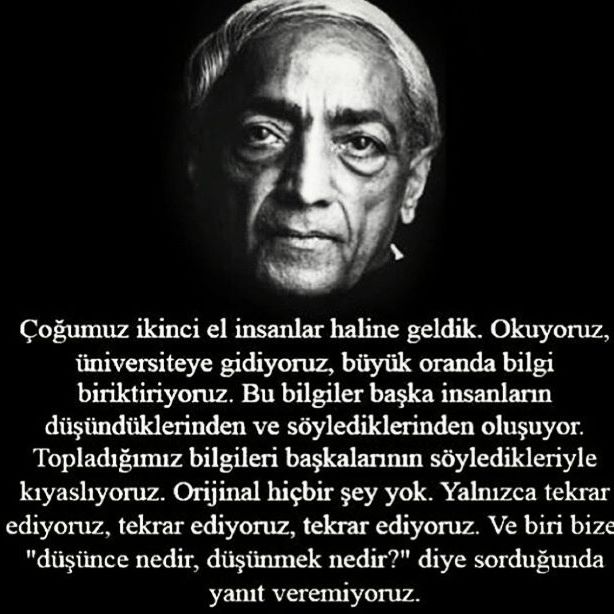 Çoğumuz ikinci el insanlar haline geldik. Okuyoruz,
üniversiteye gidiyoruz, büyük oranda bilgi
biriktiriyoruz. Bu bilgiler başka insanların
düşündüklerinden ve söylediklerinden oluşuyor.
Topladığımız bilgileri başkalarının söyledikleriyle
kıyaslıyoruz. Orijinal hiçbir şey yok. Yalnızca tekrar
ediyoruz, tekrar ediyoruz, tekrar ediyoruz. Ve biri bize
"düşünce nedir, düşünmek nedir?" diye sorduğunda
yanıt veremiyoruz.